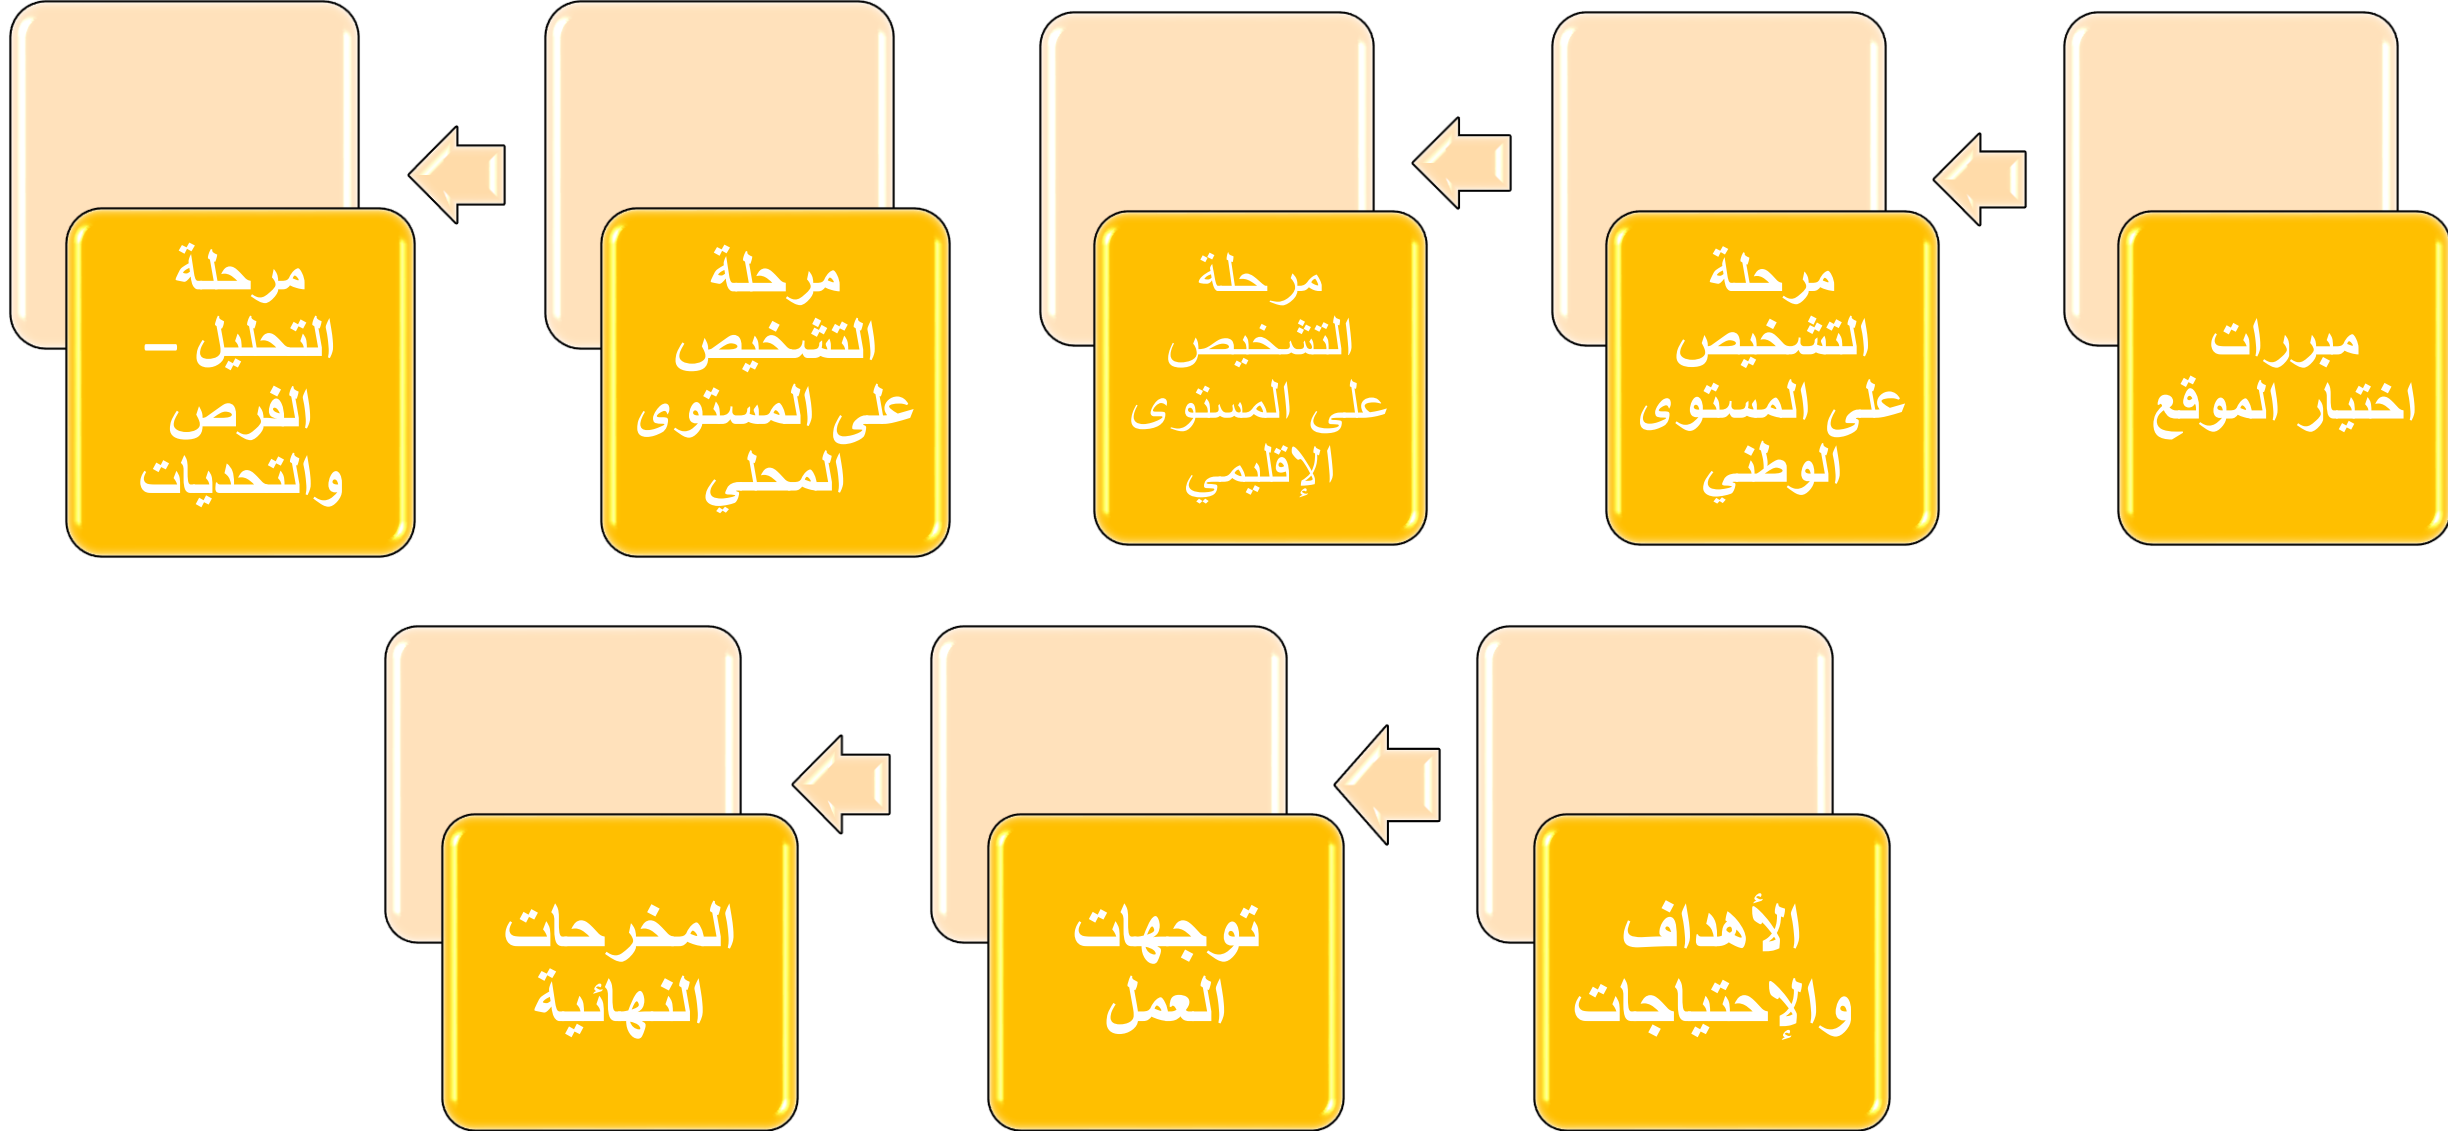 مبررات
اختيار الموقع
مرحلة
التشخيص
على المستوى
الوطني
مرحلة
التشخيص
على المستوى
الإقليمي
مرحلة
التشخيص
على المستوى
المحلي
مرحلة
التحليل –
الفرص
والتحديات
الأهداف
والإحتياجات
توجهات
العمل
المخرحات
النهائية